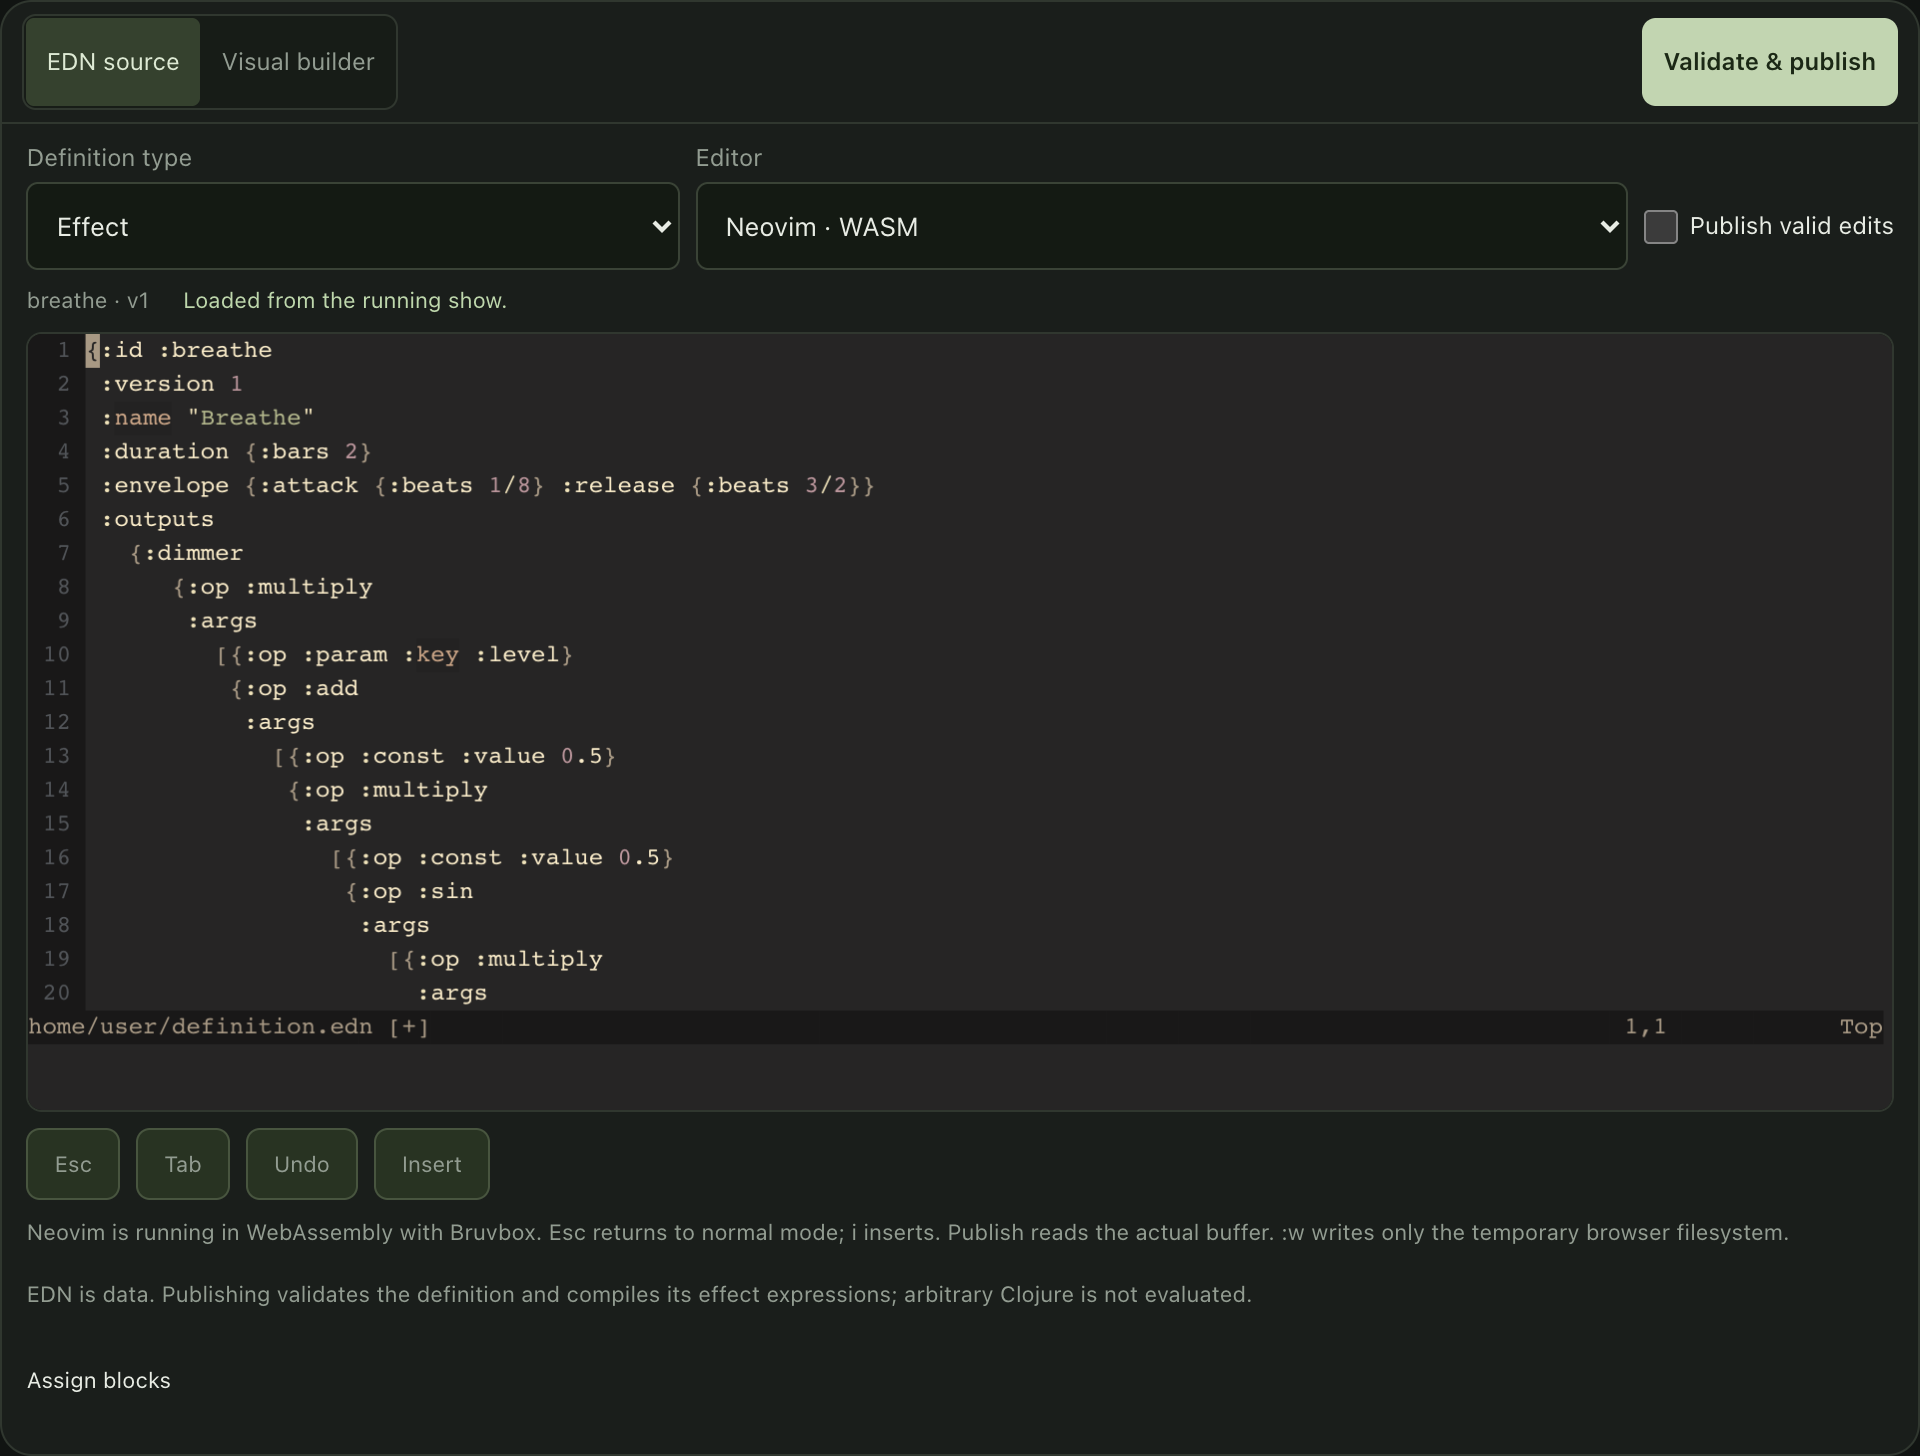 EDN source Visual builder Validate & publish
Definition type Editor
Effect Neovim · WASM Publish valid edits
breathe · v1 Loaded from the running show.
1 {:id :breathe
2 :version 1
3 :name "Breathe"
4 :duration {:bars 2}
5 :envelope {:attack {:beats 1/8} :release {:beats 3/2}}
6 :outputs
7 {:dimmer
8 {:op :multiply
9 :args
10 [{:op :param :key :level}
11 {:op :add
12 :args
13 [{:op :const :value 0.5}
14 {:op :multiply
15 :args
16 [{:op :const :value 0.5}
17 {:op :sin
18 :args
19 [{:op :multiply
20 :args
home/user/definition.edn [+] 1,1 Top
Esc Tab Undo Insert
Neovim is running in WebAssembly with Bruvbox. Esc returns to normal mode; i inserts. Publish reads the actual buffer. :w writes only the temporary browser filesystem.
EDN is data. Publishing validates the definition and compiles its effect expressions; arbitrary Clojure is not evaluated.
Assign blocks